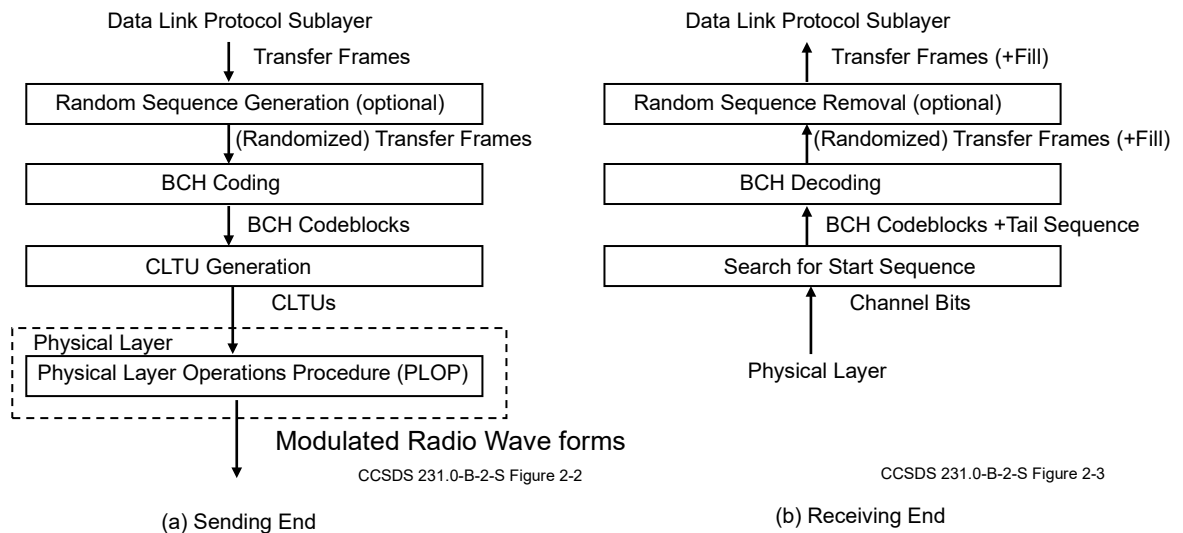 Data Link Protocol Sublayer
Transfer Frames
Random Sequence Generation (optional)
(Randomized) Transfer Frames
BCH Coding
BCH Codeblocks
CLTU Generation
CLTUs
Physical Layer
Physical Layer Operations Procedure (PLOP)
Modulated Radio Wave forms
CCSDS 231.0-B-2-S Figure 2-2
(a) Sending End
Data Link Protocol Sublayer
Transfer Frames (+Fill)
Random Sequence Removal (optional)
(Randomized) Transfer Frames (+Fill)
BCH Decoding
BCH Codeblocks +Tail Sequence
Search for Start Sequence
Channel Bits
Physical Layer
CCSDS 231.0-B-2-S Figure 2-3
(b) Receiving End